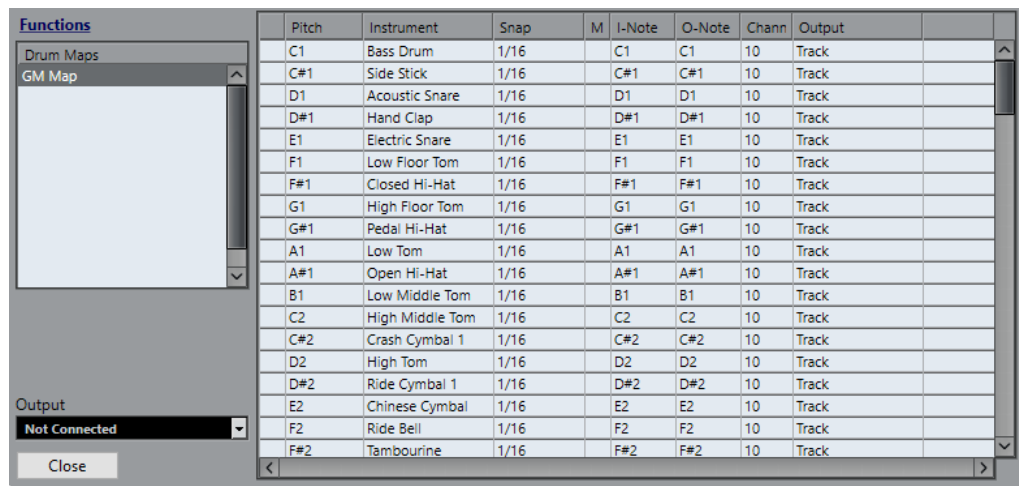 Functions
Drum Maps
GM Map
Pitch Instrument Snap M I-Note O-Note Chann Output
C1 Bass Drum 1/16 C1 C1 10 Track
C#1 Side Stick 1/16 C#1 C#1 10 Track
D1 Acoustic Snare 1/16 D1 D1 10 Track
D#1 Hand Clap 1/16 D#1 D#1 10 Track
E1 Electric Snare 1/16 E1 E1 10 Track
F1 Low Floor Tom 1/16 F1 F1 10 Track
F#1 Closed Hi-Hat 1/16 F#1 F#1 10 Track
G1 High Floor Tom 1/16 G1 G1 10 Track
G#1 Pedal Hi-Hat 1/16 G#1 G#1 10 Track
A1 Low Tom 1/16 A1 A1 10 Track
A#1 Open Hi-Hat 1/16 A#1 A#1 10 Track
B1 Low Middle Tom 1/16 B1 B1 10 Track
C2 High Middle Tom 1/16 C2 C2 10 Track
C#2 Crash Cymbal 1 1/16 C#2 C#2 10 Track
D2 High Tom 1/16 D2 D2 10 Track
D#2 Ride Cymbal 1 1/16 D#2 D#2 10 Track
E2 Chinese Cymbal 1/16 E2 E2 10 Track
F2 Ride Bell 1/16 F2 F2 10 Track
F#2 Tambourine 1/16 F#2 F#2 10 Track
Output
Not Connected
Close